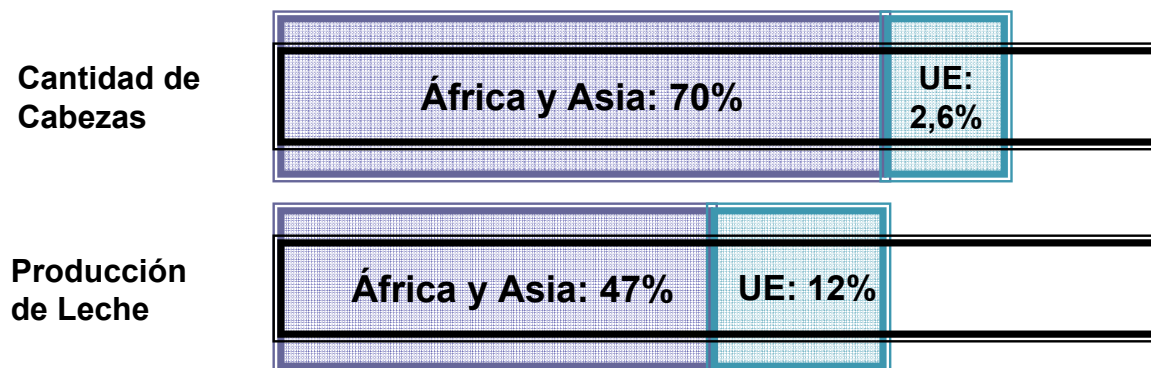 Cantidad de
Cabezas
África y Asia: 70%
UE:
2,6%
Producción
de Leche
África y Asia: 47%
UE: 12%